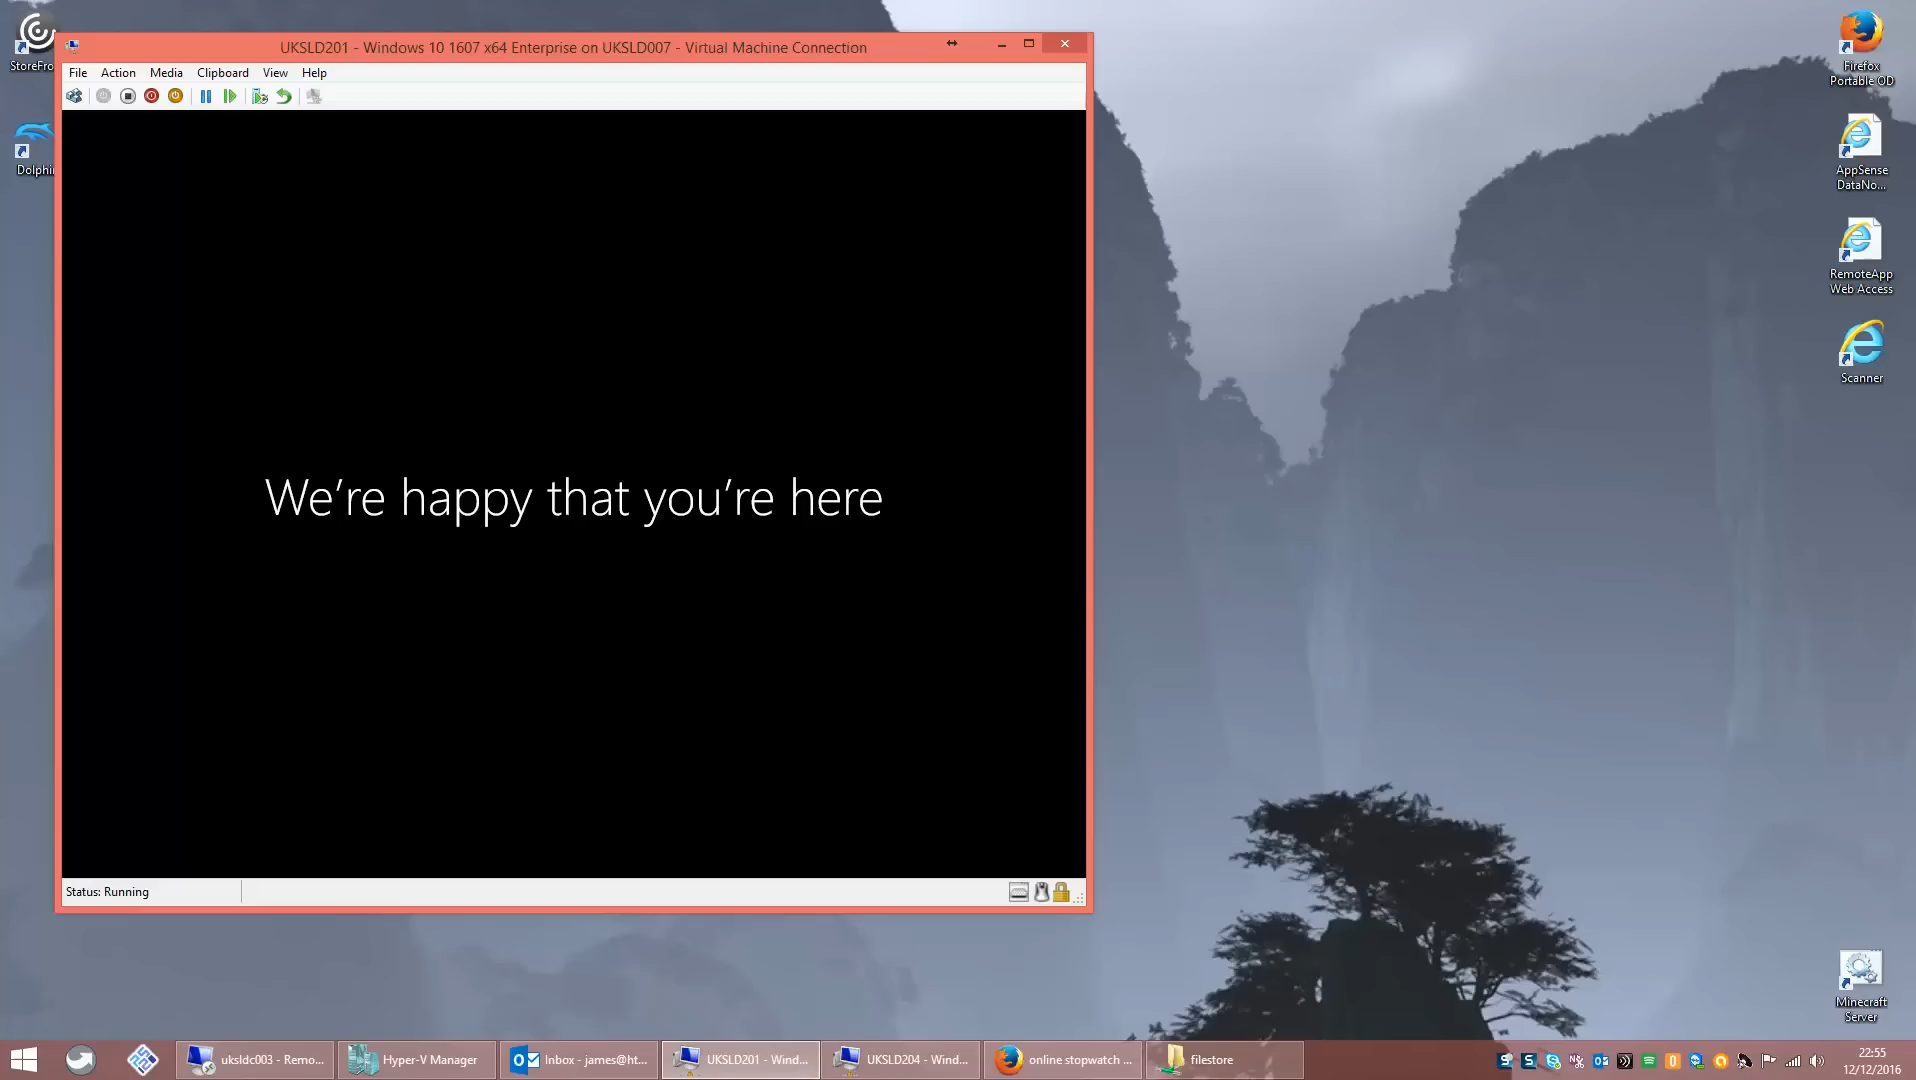 StoreFro
Dolphi
UKSLD201 - Windows 10 1607 x64 Enterprise on UKSLD007 - Virtual Machine Connection
File Action Media Clipboard View Help
We're happy that you're here
Status: Running
Firefox
Portable OD
AppSense
DataNo...
RemoteApp
Web Access
Scanner
Minecraft
Server
uksldc003 - Remo...
Hyper-V Manager
Inbox - james@ht...
UKSLD201 - Wind...
UKSLD204 - Wind...
online stopwatch ...
filestore
22:55
12/12/2016